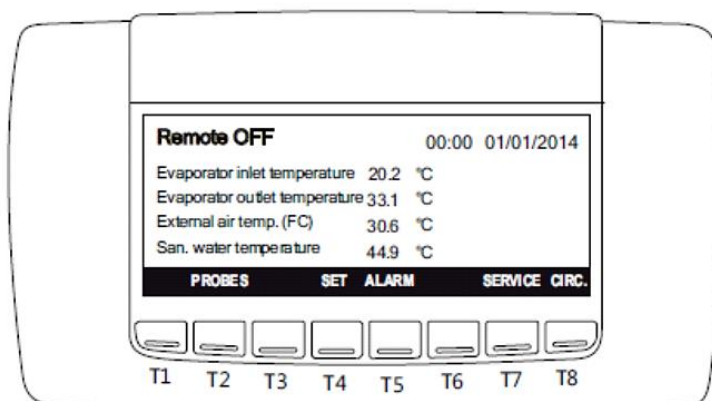 Remote OFF 00:00 01/01/2014
Evaporator inlet temperature 20.2 °C
Evaporator outlet temperature 33.1 °C
External air temp. (FC) 30.6 °C
San. water temperature 44.9 °C
PROBES SET ALARM SERVICE CIRC.
T1 T2 T3 T4 T5 T6 T7 T8